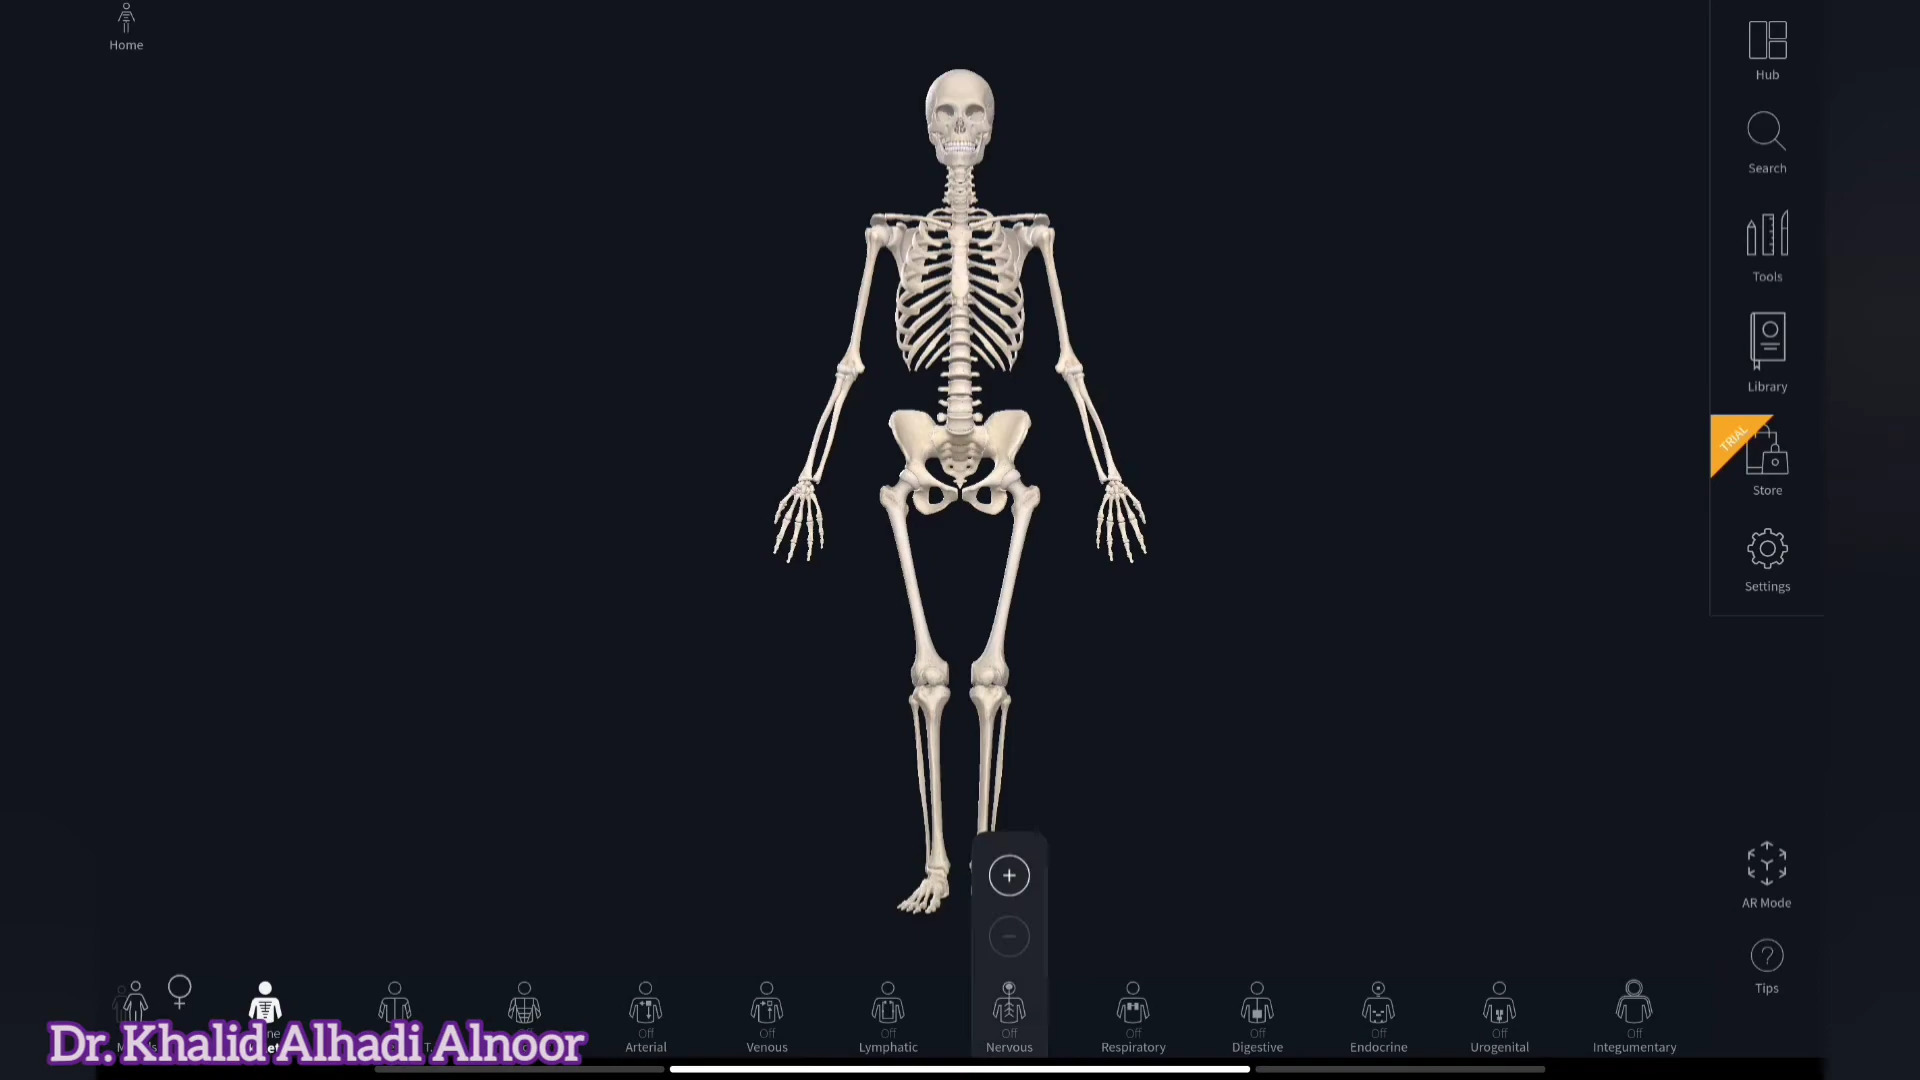 Home
Hub
Search
Tools
Library
TRIAL
Store
Settings
AR Mode
Tips
Off
Arterial
Off
Venous
Off
Lymphatic
Off
Nervous
Off
Respiratory
Off
Digestive
Off
Endocrine
Off
Urogenital
Off
Integumentary
Dr. Khalid Alhadi Alnoor